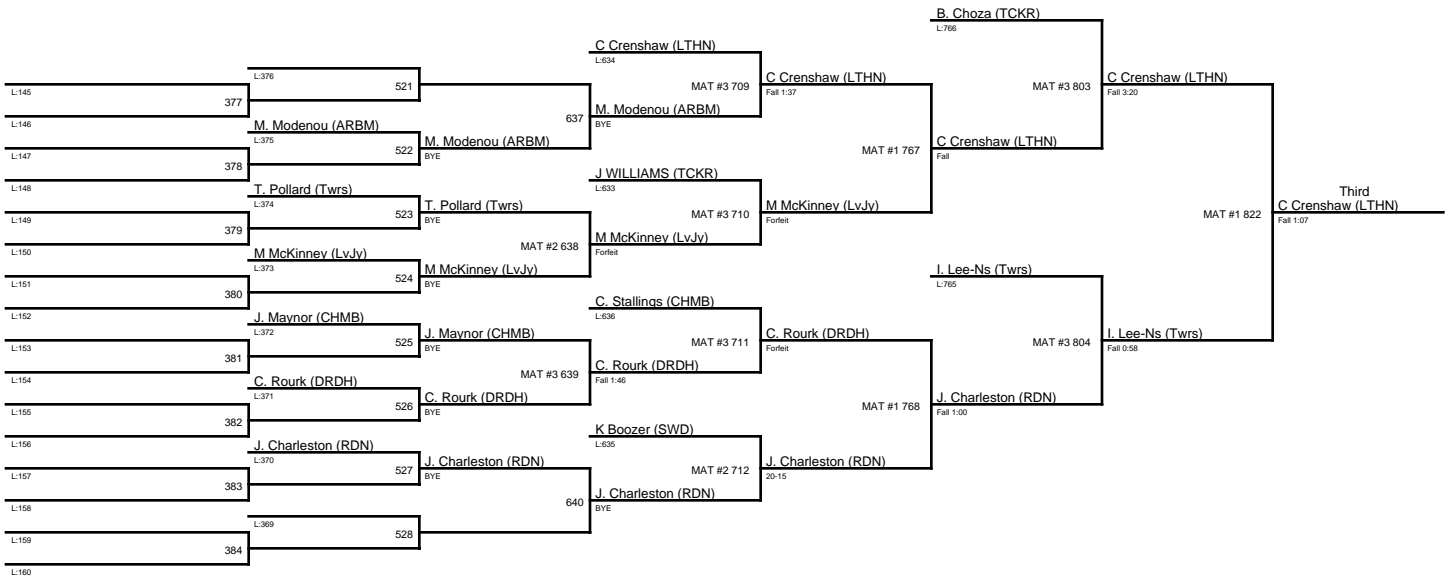 B. Choza (TCKR)
L:766
C Crenshaw (LTHN)
L:634
MAT #3 709
C Crenshaw (LTHN)
Fall 1:37
MAT #3 803
C Crenshaw (LTHN)
Fall 3:20
L:376
521
L:145
377
637
M. Modenou (ARBM)
BYE
L:146
M. Modenou (ARBM)
L:375
522
M. Modenou (ARBM)
BYE
MAT #1 767
C Crenshaw (LTHN)
Fall
L:147
378
L:148
J WILLIAMS (TCKR)
L:633
T. Pollard (Twrs)
L:374
523
T. Pollard (Twrs)
BYE
MAT #3 710
M McKinney (LvJy)
Forfeit
MAT #1 822
Third
C Crenshaw (LTHN)
Fall 1:07
L:149
379
MAT #2 638
M McKinney (LvJy)
Forfeit
L:150
M McKinney (LvJy)
L:373
524
M McKinney (LvJy)
BYE
I. Lee-Ns (Twrs)
L:765
L:151
380
L:152
C. Stallings (CHMB)
L:636
J. Maynor (CHMB)
L:372
525
J. Maynor (CHMB)
BYE
MAT #3 711
C. Rourk (DRDH)
Forfeit
MAT #3 804
I. Lee-Ns (Twrs)
Fall 0:58
L:153
381
MAT #3 639
C. Rourk (DRDH)
Fall 1:46
L:154
C. Rourk (DRDH)
L:371
526
C. Rourk (DRDH)
BYE
MAT #1 768
J. Charleston (RDN)
Fall 1:00
L:155
382
L:156
K Boozer (SWD)
L:635
J. Charleston (RDN)
L:370
527
J. Charleston (RDN)
BYE
MAT #2 712
J. Charleston (RDN)
20-15
L:157
383
640
J. Charleston (RDN)
BYE
L:158
L:369
528
L:159
384
L:160